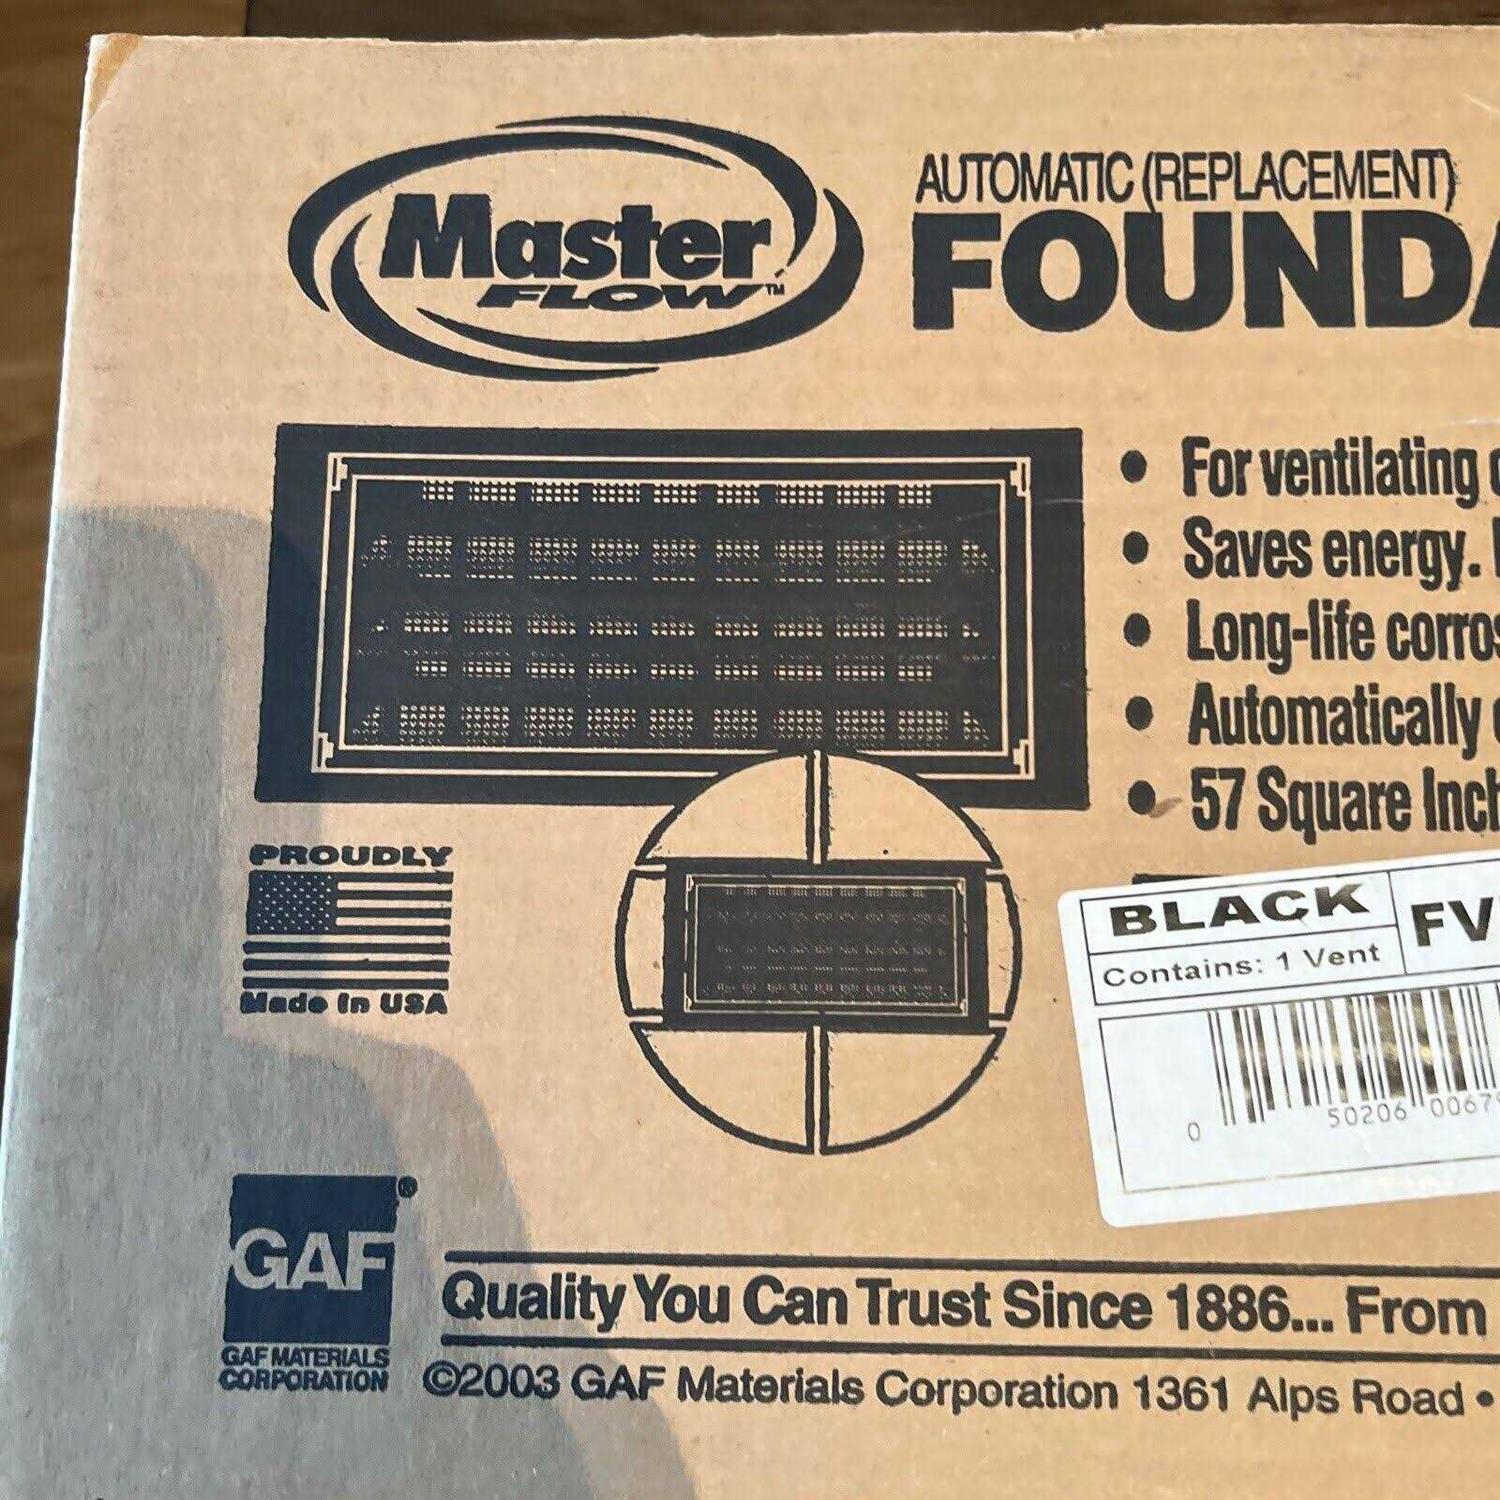 Master
FLOW™
AUTOMATIC (REPLACEMENT)
FOUNDA
• For ventilating
• Saves energy.
• Long-life corros
• Automatically
• 57 Square Inch
PROUDLY
Made in USA
BLACK
FV
Contains: 1 Vent
0 50206 0067
GAF®
GAF MATERIALS
CORPORATION
Quality You Can Trust Since 1886... From
©2003 GAF Materials Corporation 1361 Alps Road •